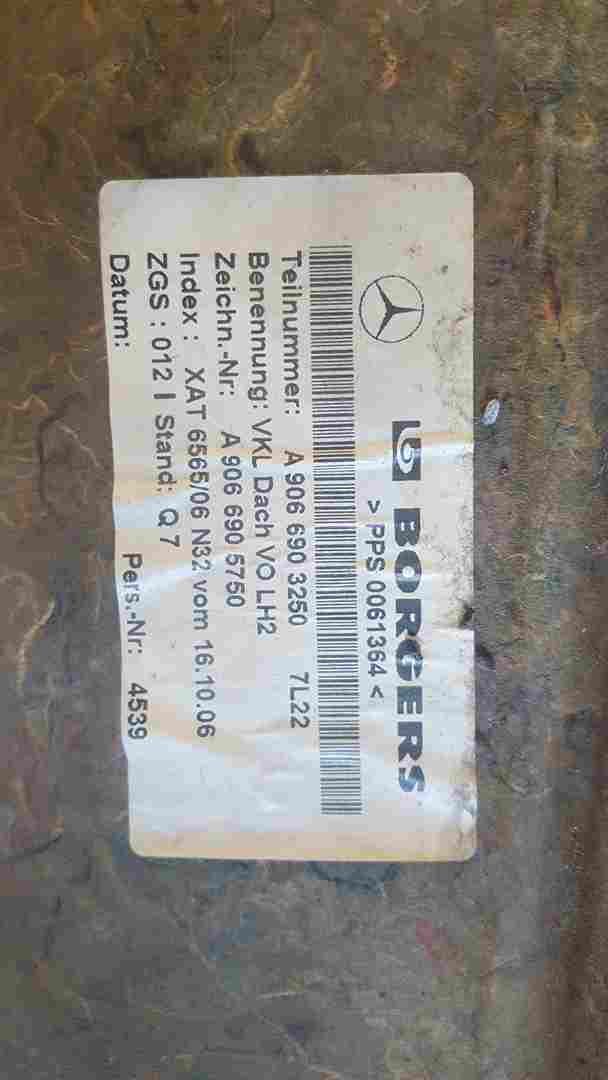 BORGERS
> PPS 0061364 <
Teilnummer: A 906 690 3250 7L22
Benennung: VKL Dach VO LH2
Zeichn.-Nr: A 906 690 5750
Index : XAT 6565/06 N32 vom 16.10.06
ZGS : 012 I Stand: Q 7
Datum: Pers.-Nr: 4539